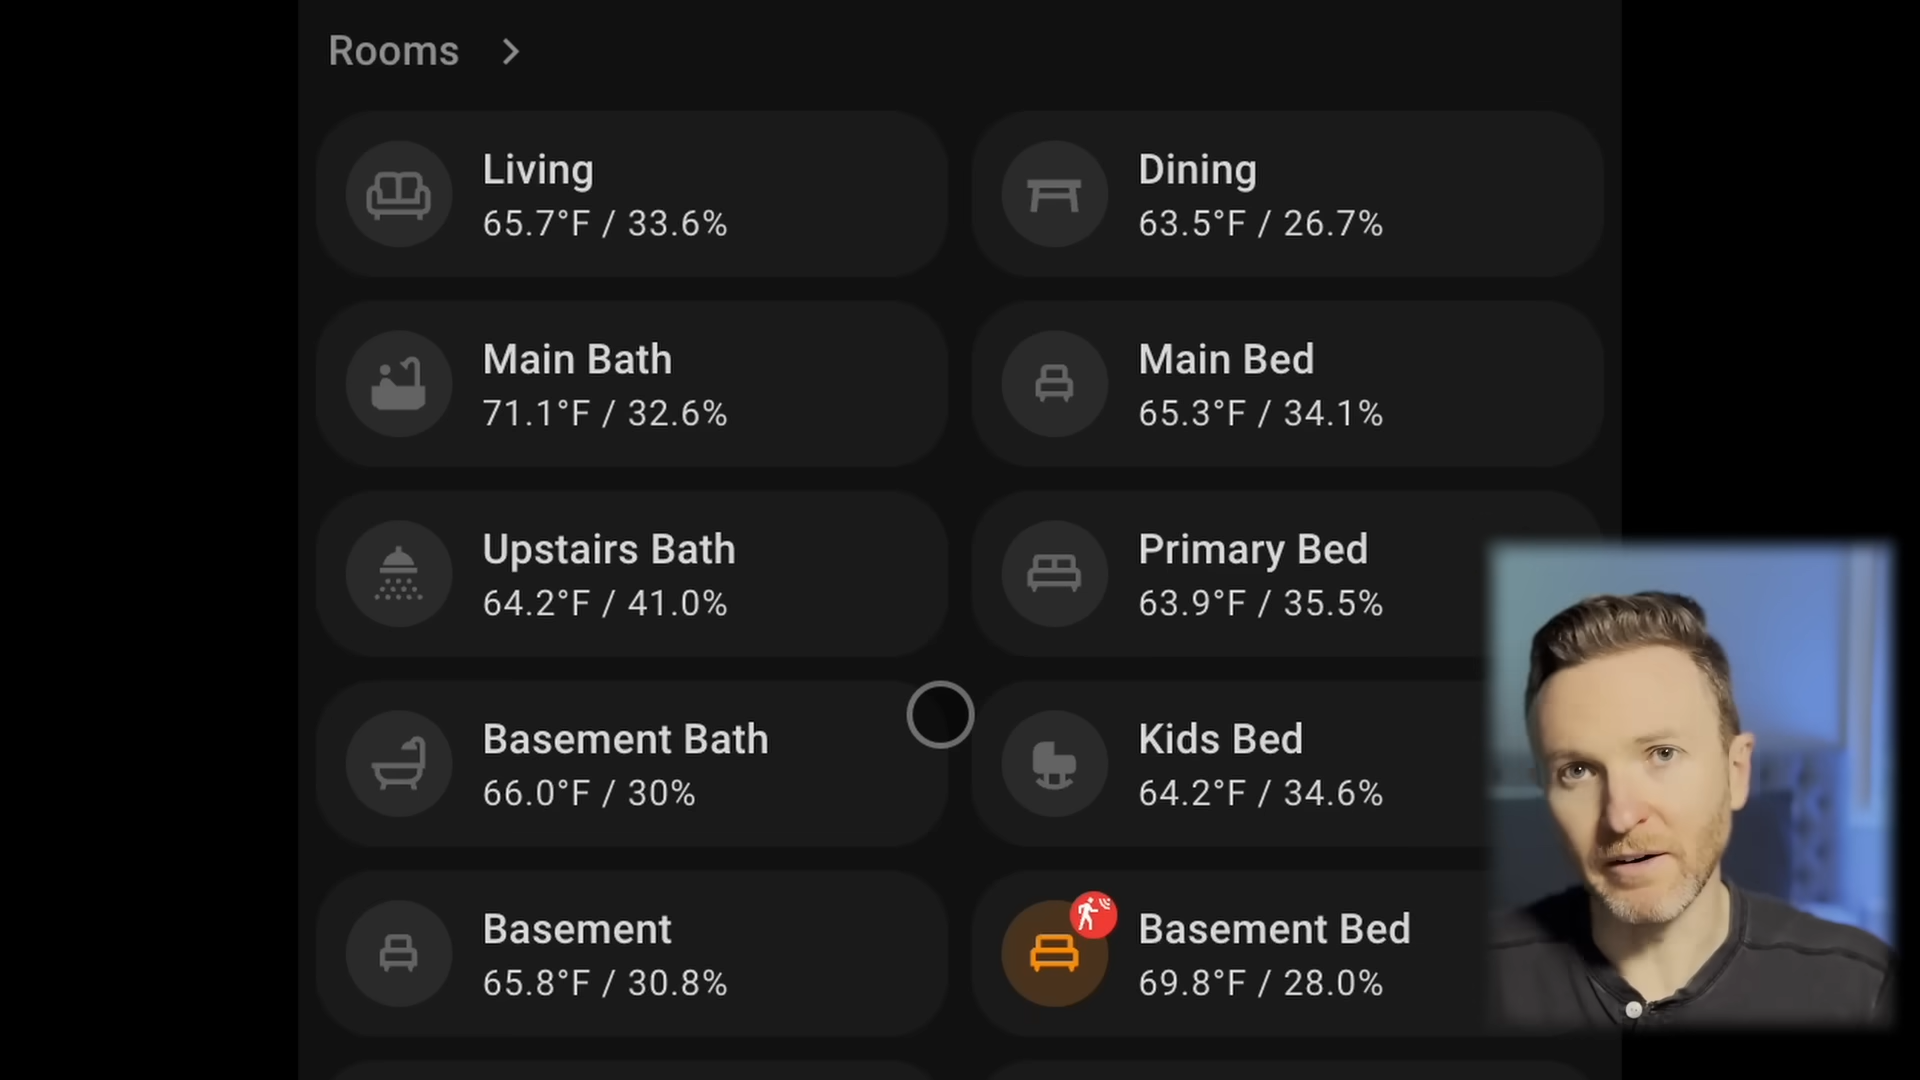 Rooms
Living
65.7°F / 33.6%
Dining
63.5°F / 26.7%
Main Bath
71.1°F / 32.6%
Main Bed
65.3°F / 34.1%
Upstairs Bath
64.2°F / 41.0%
Primary Bed
63.9°F / 35.5%
Basement Bath
66.0°F / 30%
Kids Bed
64.2°F / 34.6%
Basement
65.8°F / 30.8%
Basement Bed
69.8°F / 28.0%